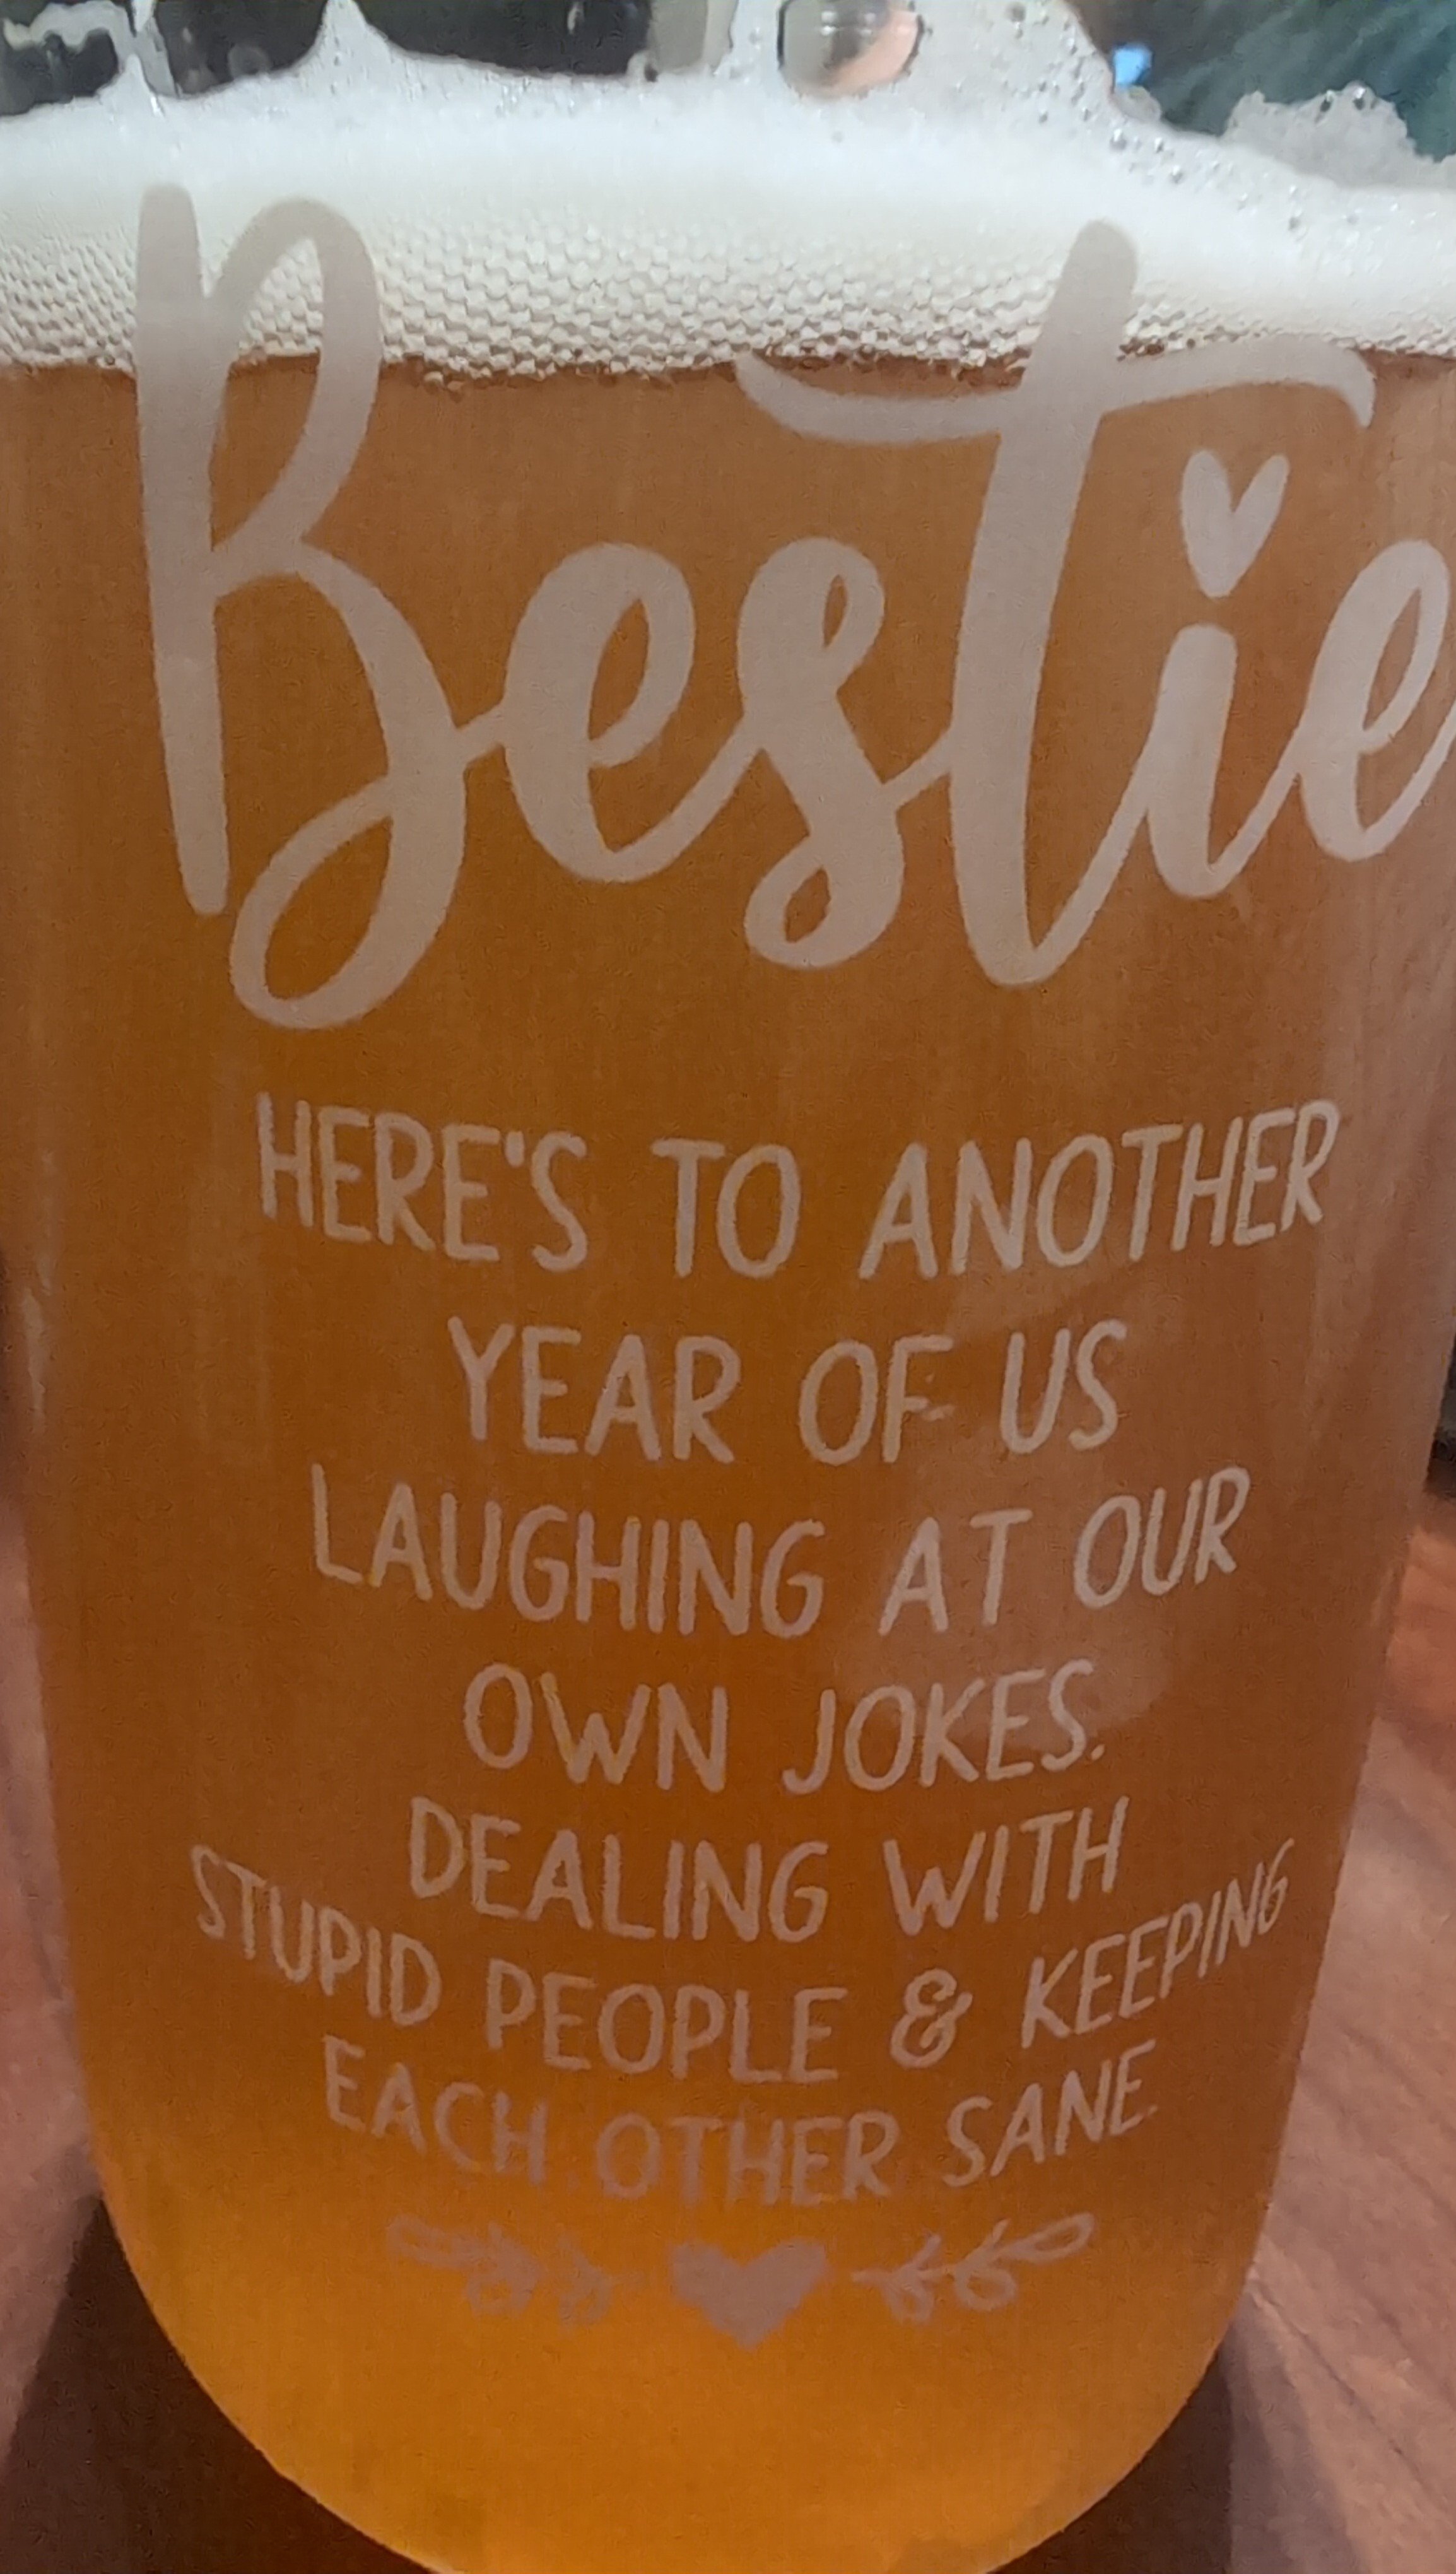 Bestie
HERE'S TO ANOTHER
YEAR OF US
LAUGHING AT OUR
OWN JOKES.
DEALING WITH
STUPID PEOPLE & KEEPING
EACH OTHER SANE.